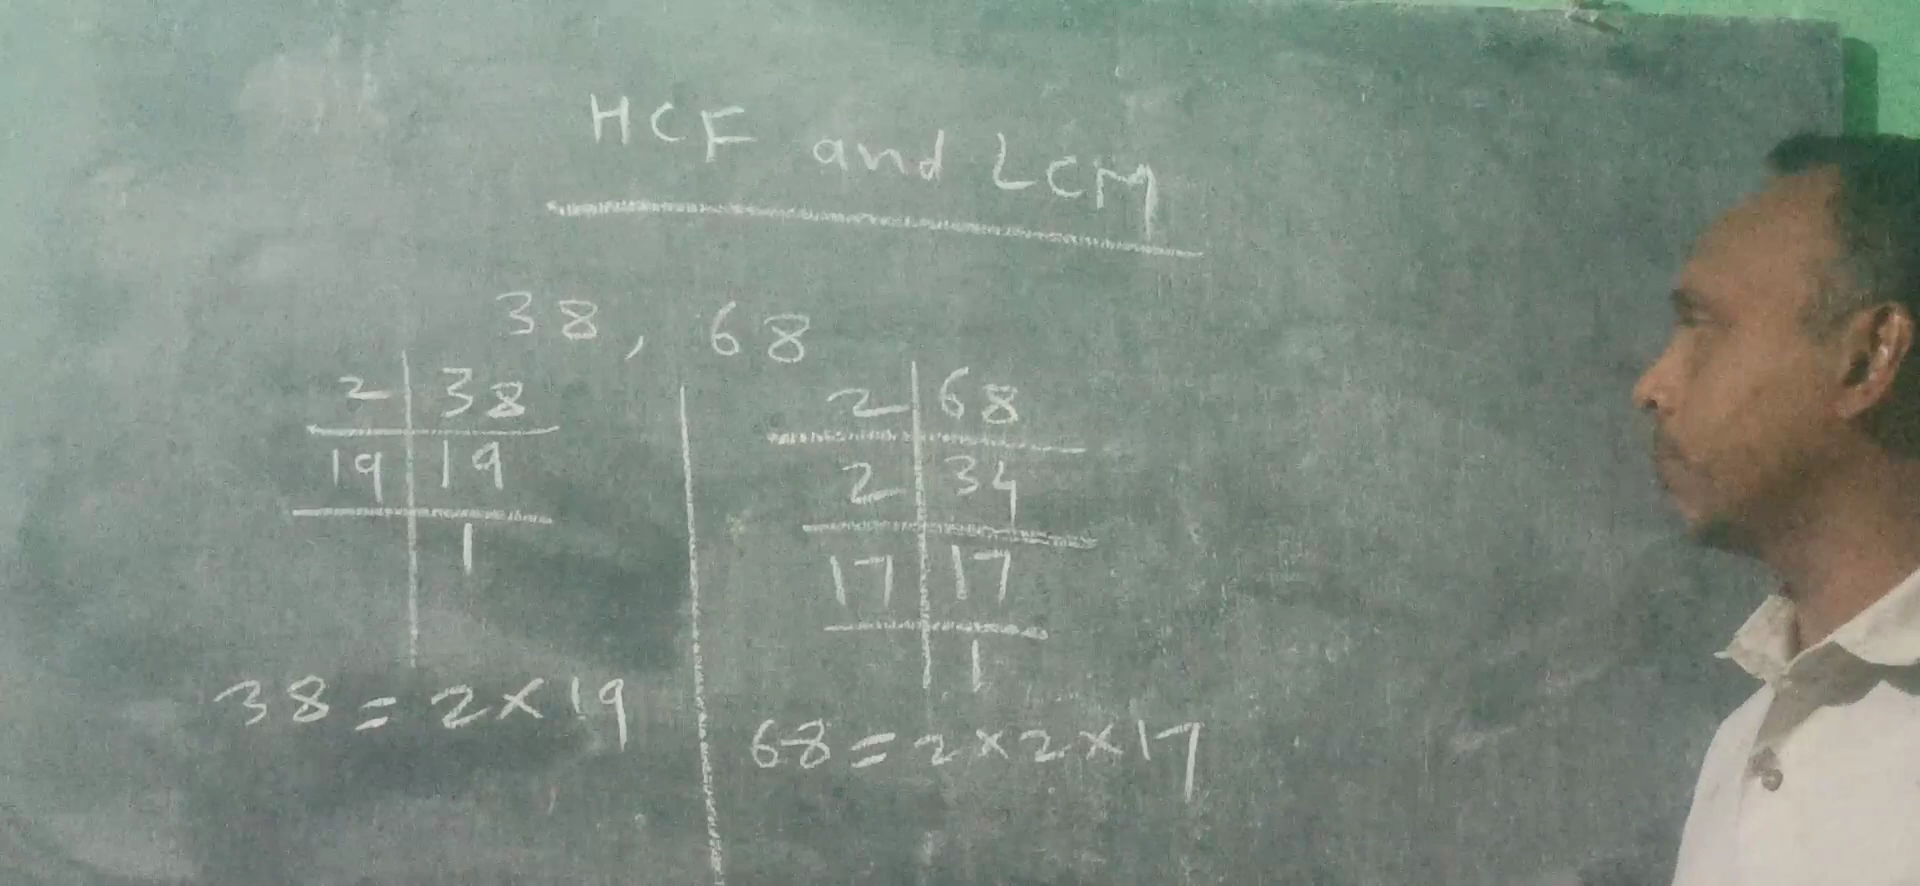 HCF and LCM
38, 68
2 38
19 19
1
38 = 2 × 19
2 68
2 34
17 17
1
68 = 2 × 2 × 17